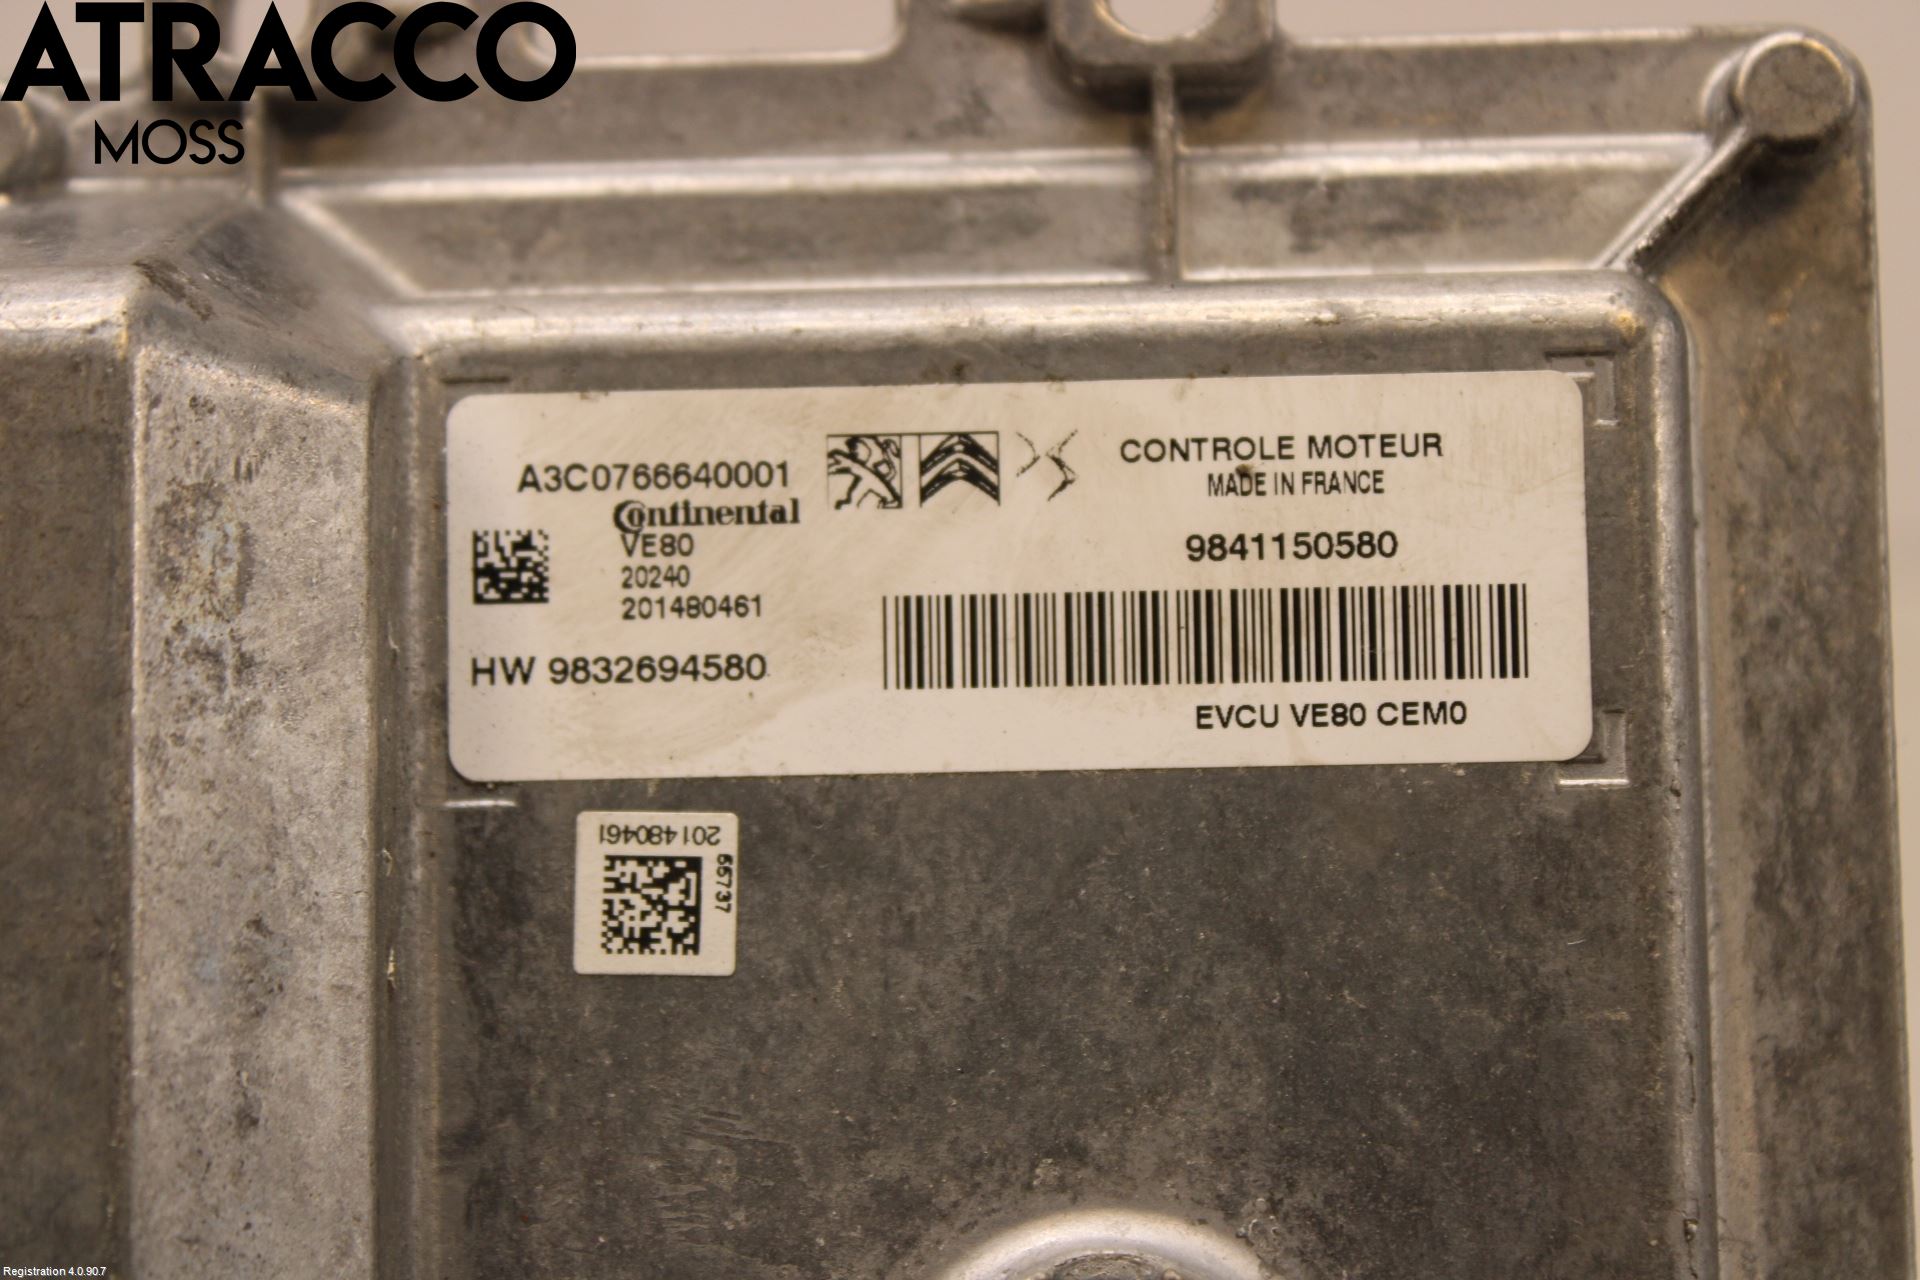 ATRACCO
MOSS
A3C0766640001
Continental
VE80
20240
201480461
HW 9832694580
CONTROLE MOTEUR
MADE IN FRANCE
9841150580
EVCU VE80 CEM0
201480461
65737
Registration 4.0.90.7